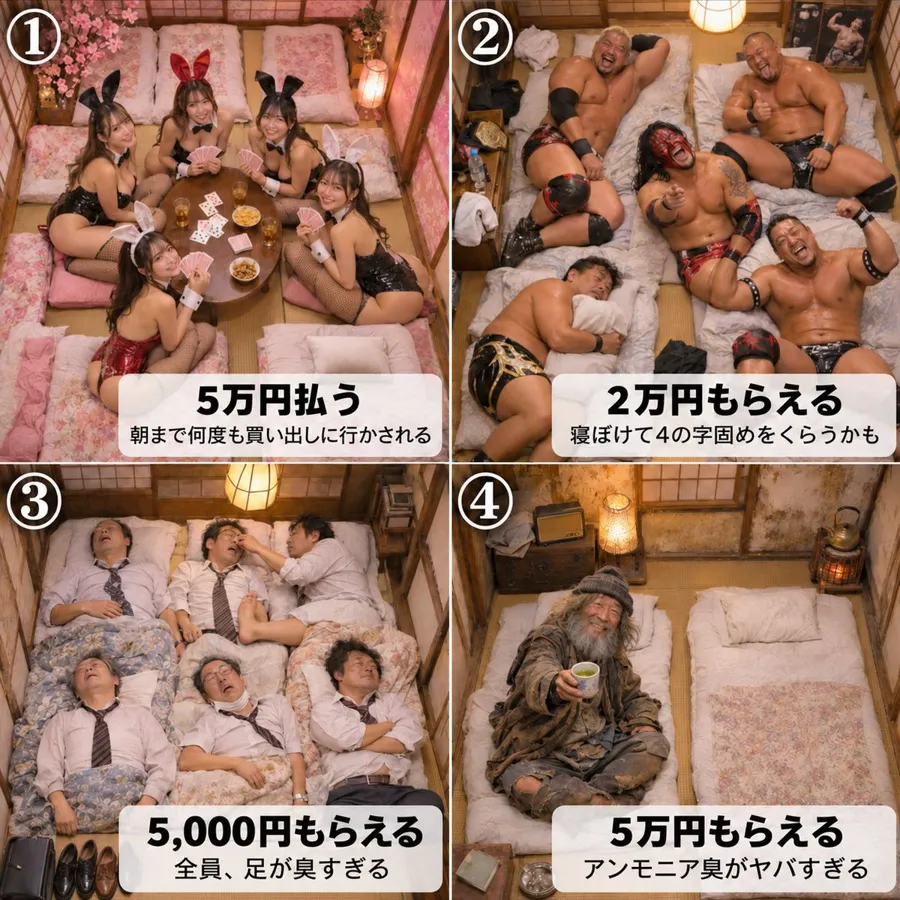 ①
5万円払う
朝まで何度も買い出しに行かされる
②
2万円もらえる
寝ぼけて4の字固めをくらうかも
③
5,000円もらえる
全員、足が臭すぎる
④
5万円もらえる
アンモニア臭がヤバすぎる